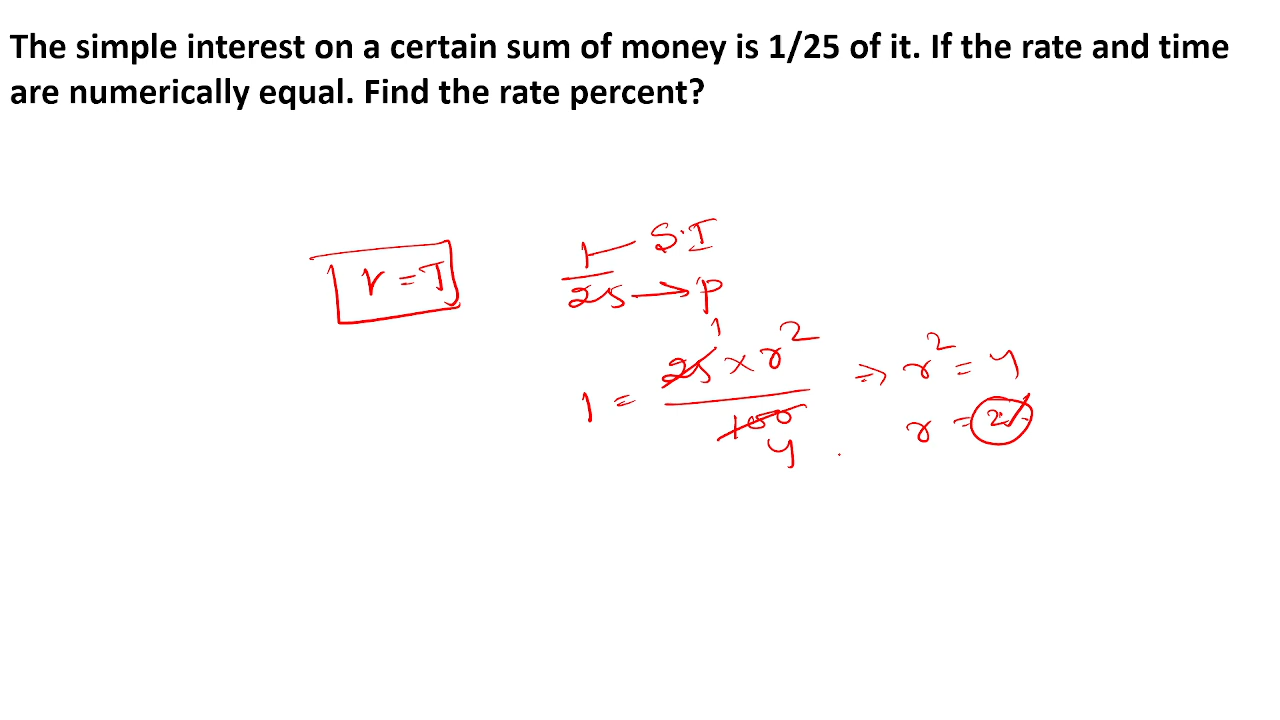 The simple interest on a certain sum of money is 1/25 of it. If the rate and time
are numerically equal. Find the rate percent?
r = T
1 — S.I
25 → P
1
25 × r²
1 =
100
4
⇒ r² = 4
r = 2